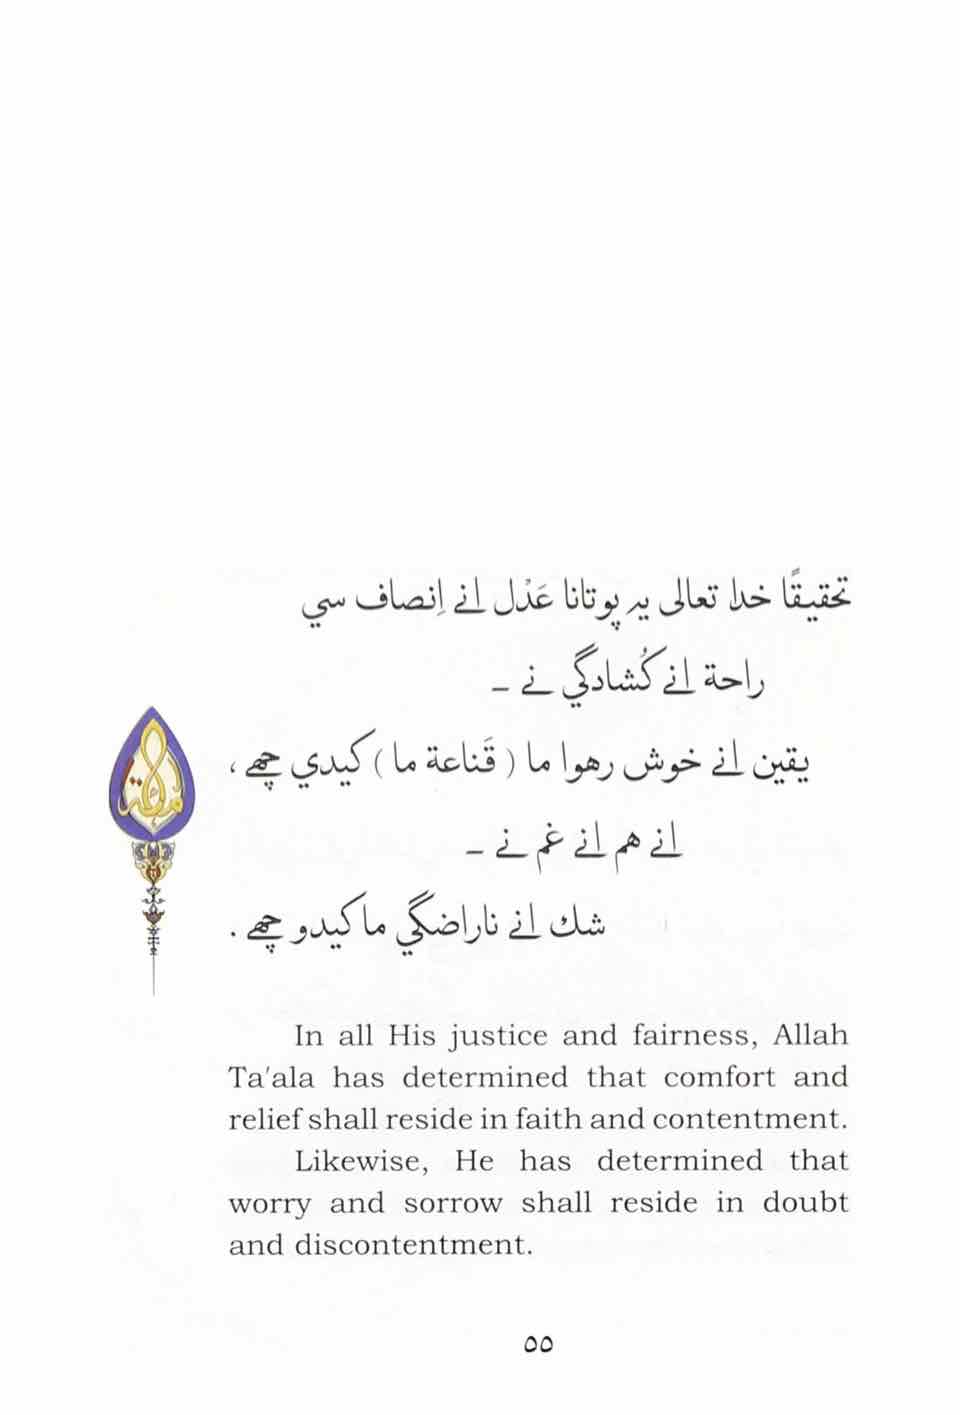 تحقيقًا خدا تعالى يه پوتانا عَدْل انے اِنصاف سي
راحة انے كُشادگي نے ـ
يقين انے خوش رهوا ما (قَناعة ما) كيدي چھے ،
انے هم انے غم نے ـ
شك انے ناراضگي ما كيدو چھے .
In all His justice and fairness, Allah
Ta'ala has determined that comfort and
relief shall reside in faith and contentment.
Likewise, He has determined that
worry and sorrow shall reside in doubt
and discontentment.
٥٥